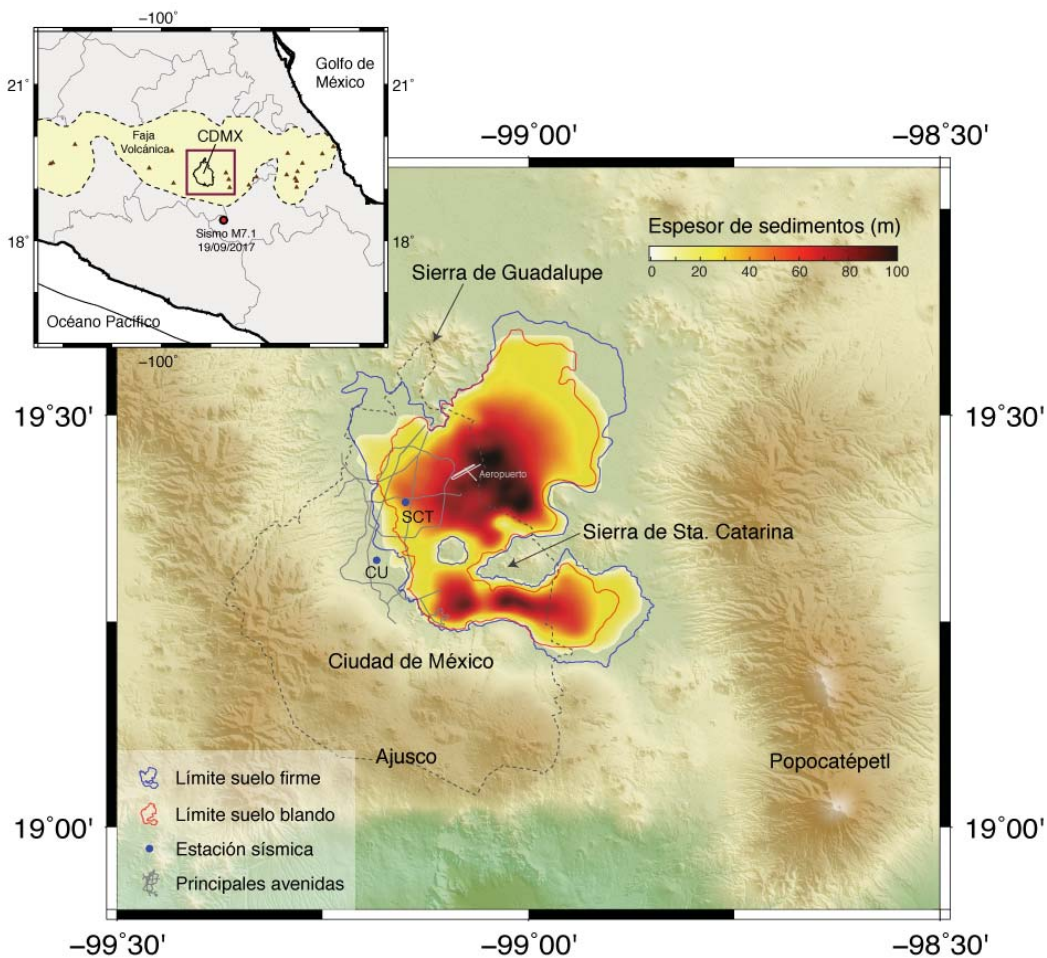 −100°
Golfo de
México
21°
21°
CDMX
Faja
Volcánica
Sismo M7.1
19/09/2017
18°
18°
Océano Pacífico
−100°
−99°00'
−98°30'
Espesor de sedimentos (m)
0 20 40 60 80 100
Sierra de Guadalupe
19°30'
19°30'
Aeropuerto
SCT
Sierra de Sta. Catarina
CU
Ciudad de México
Ajusco
Popocatépetl
Límite suelo firme
Límite suelo blando
Estación sísmica
Principales avenidas
19°00'
19°00'
−99°30'
−99°00'
−98°30'